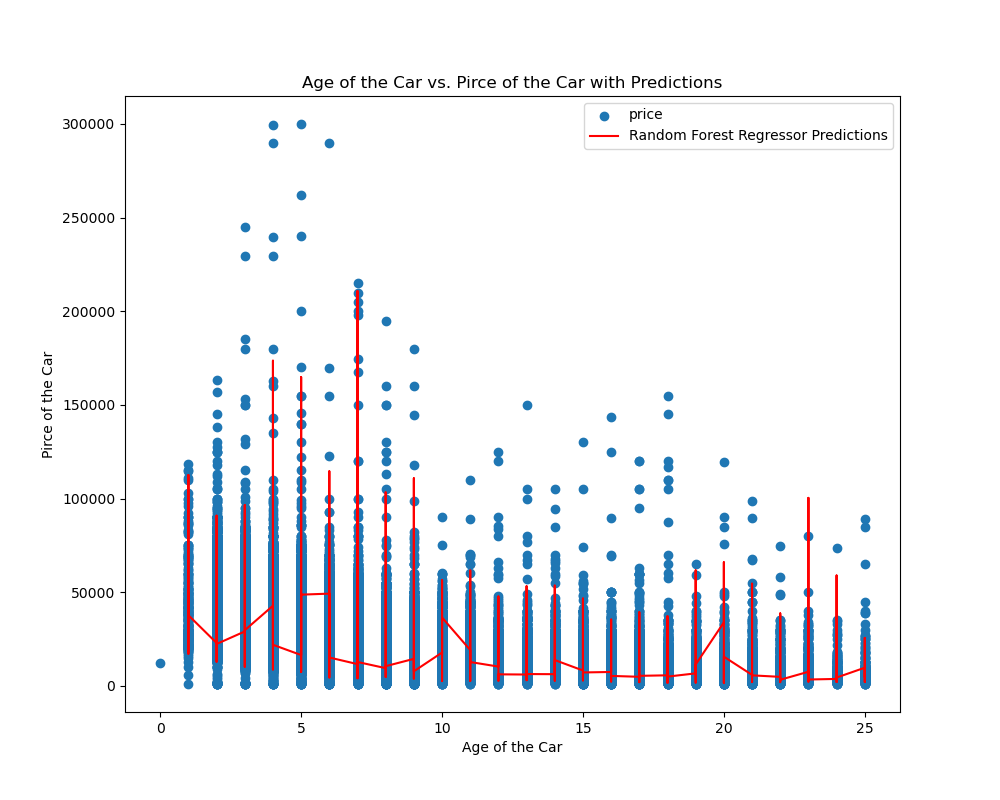 Age of the Car vs. Pirce of the Car with Predictions
price
Random Forest Regressor Predictions
Pirce of the Car
300000
250000
200000
150000
100000
50000
0
0
5
10
15
20
25
Age of the Car